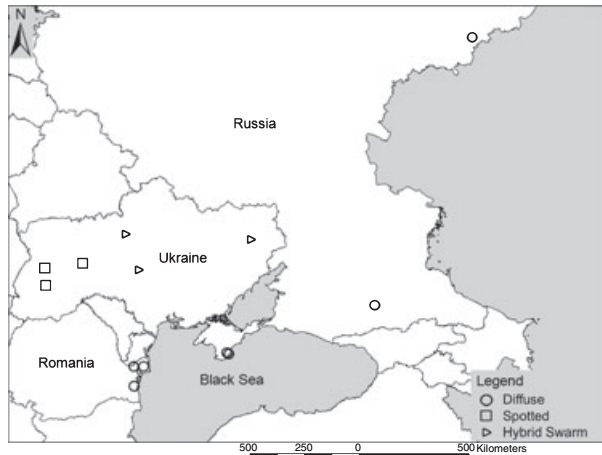 N
Russia
Ukraine
Romania
Black Sea
Legend
Diffuse
Spotted
Hybrid Swarm
500 250 0 500 Kilometers